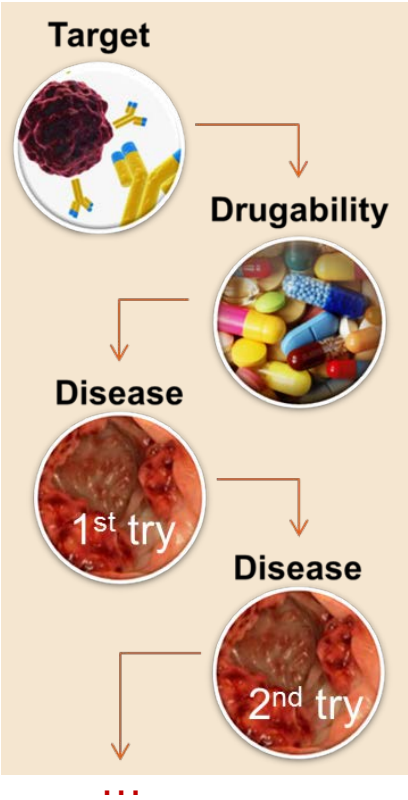 Target
Drugability
Disease
1st try
Disease
2nd try
...